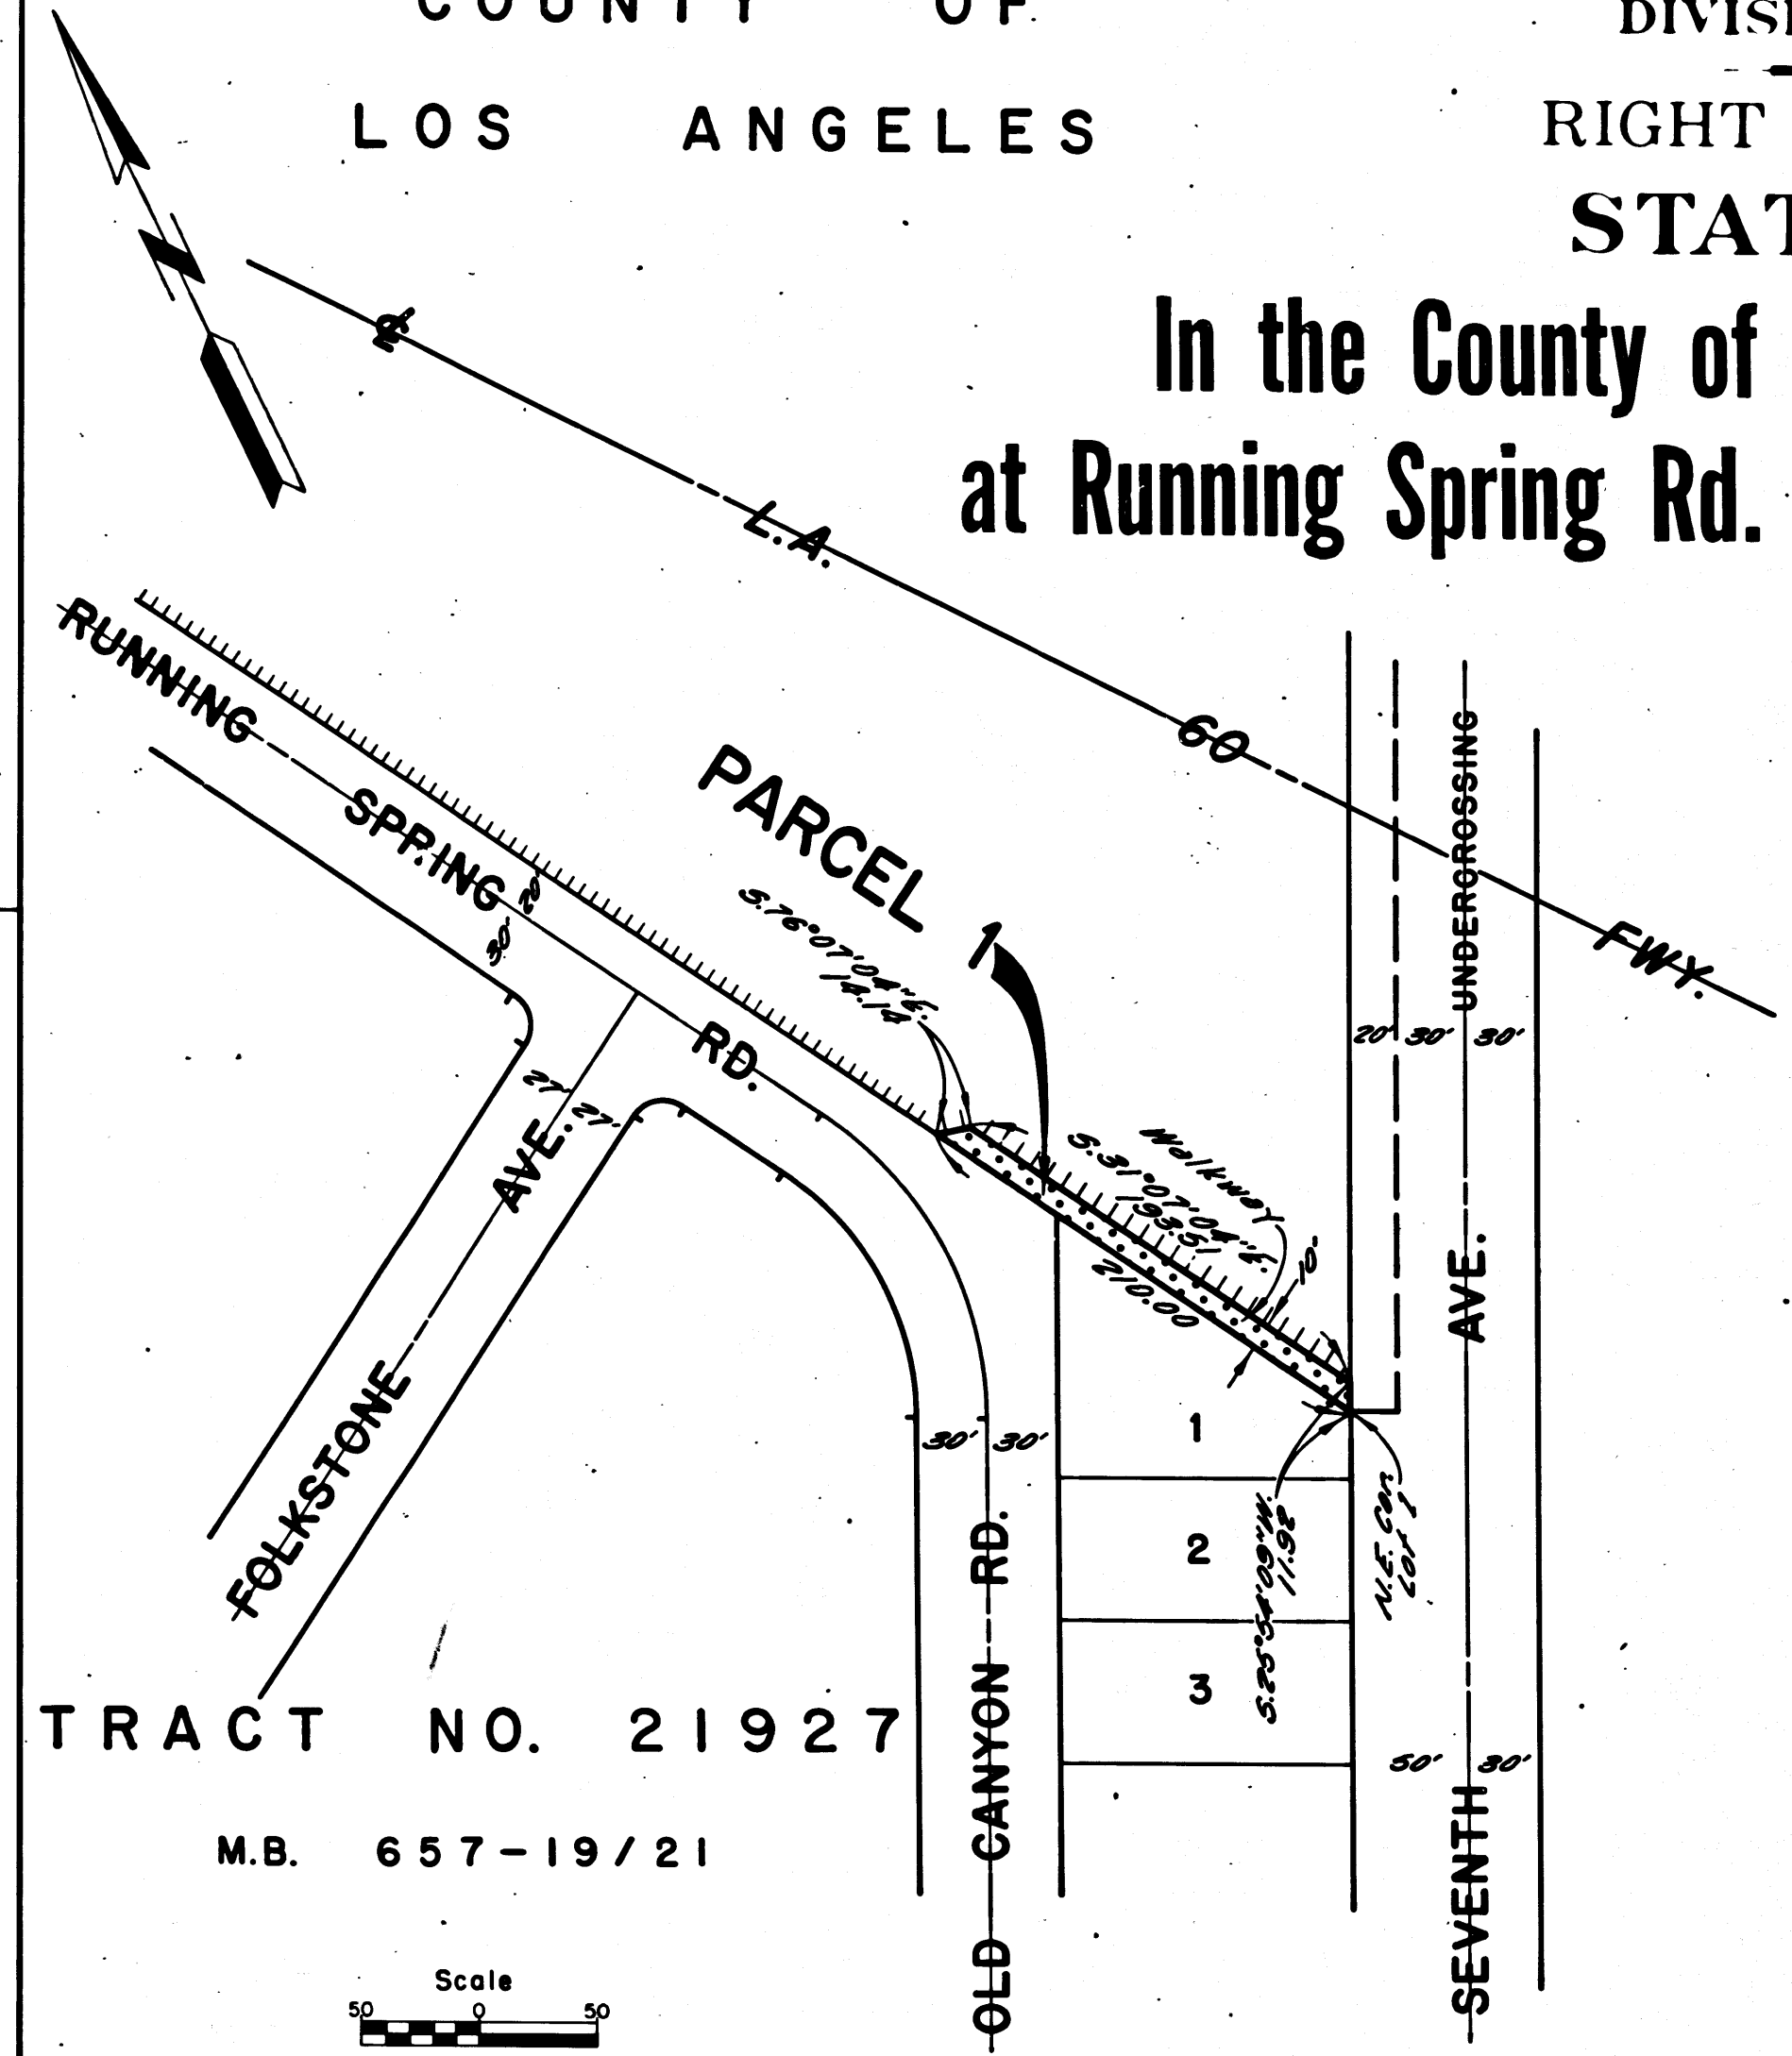 COUNTY OF
DIVISI
LOS ANGELES
RIGHT
STAT
N
In the County of
at Running Spring Rd.
L.A. 60 FWY.
RUNNING SPRING RD.
30' 20'
PARCEL 1
S.76°07'04"E.
14.14
UNDERCROSSING
20' 30' 30'
27' 27'
Walkway
S.31°07'04"E.
193.51
10'
210.00
FOLKSTONE AVE.
30' 30'
1
2
3
S.25°54'09"W.
11.92
N.E. Cor.
Lot 1
OLD CANYON RD.
SEVENTH AVE.
50' 30'
TRACT NO. 21927
M.B. 657-19/21
Scale
50 0 50